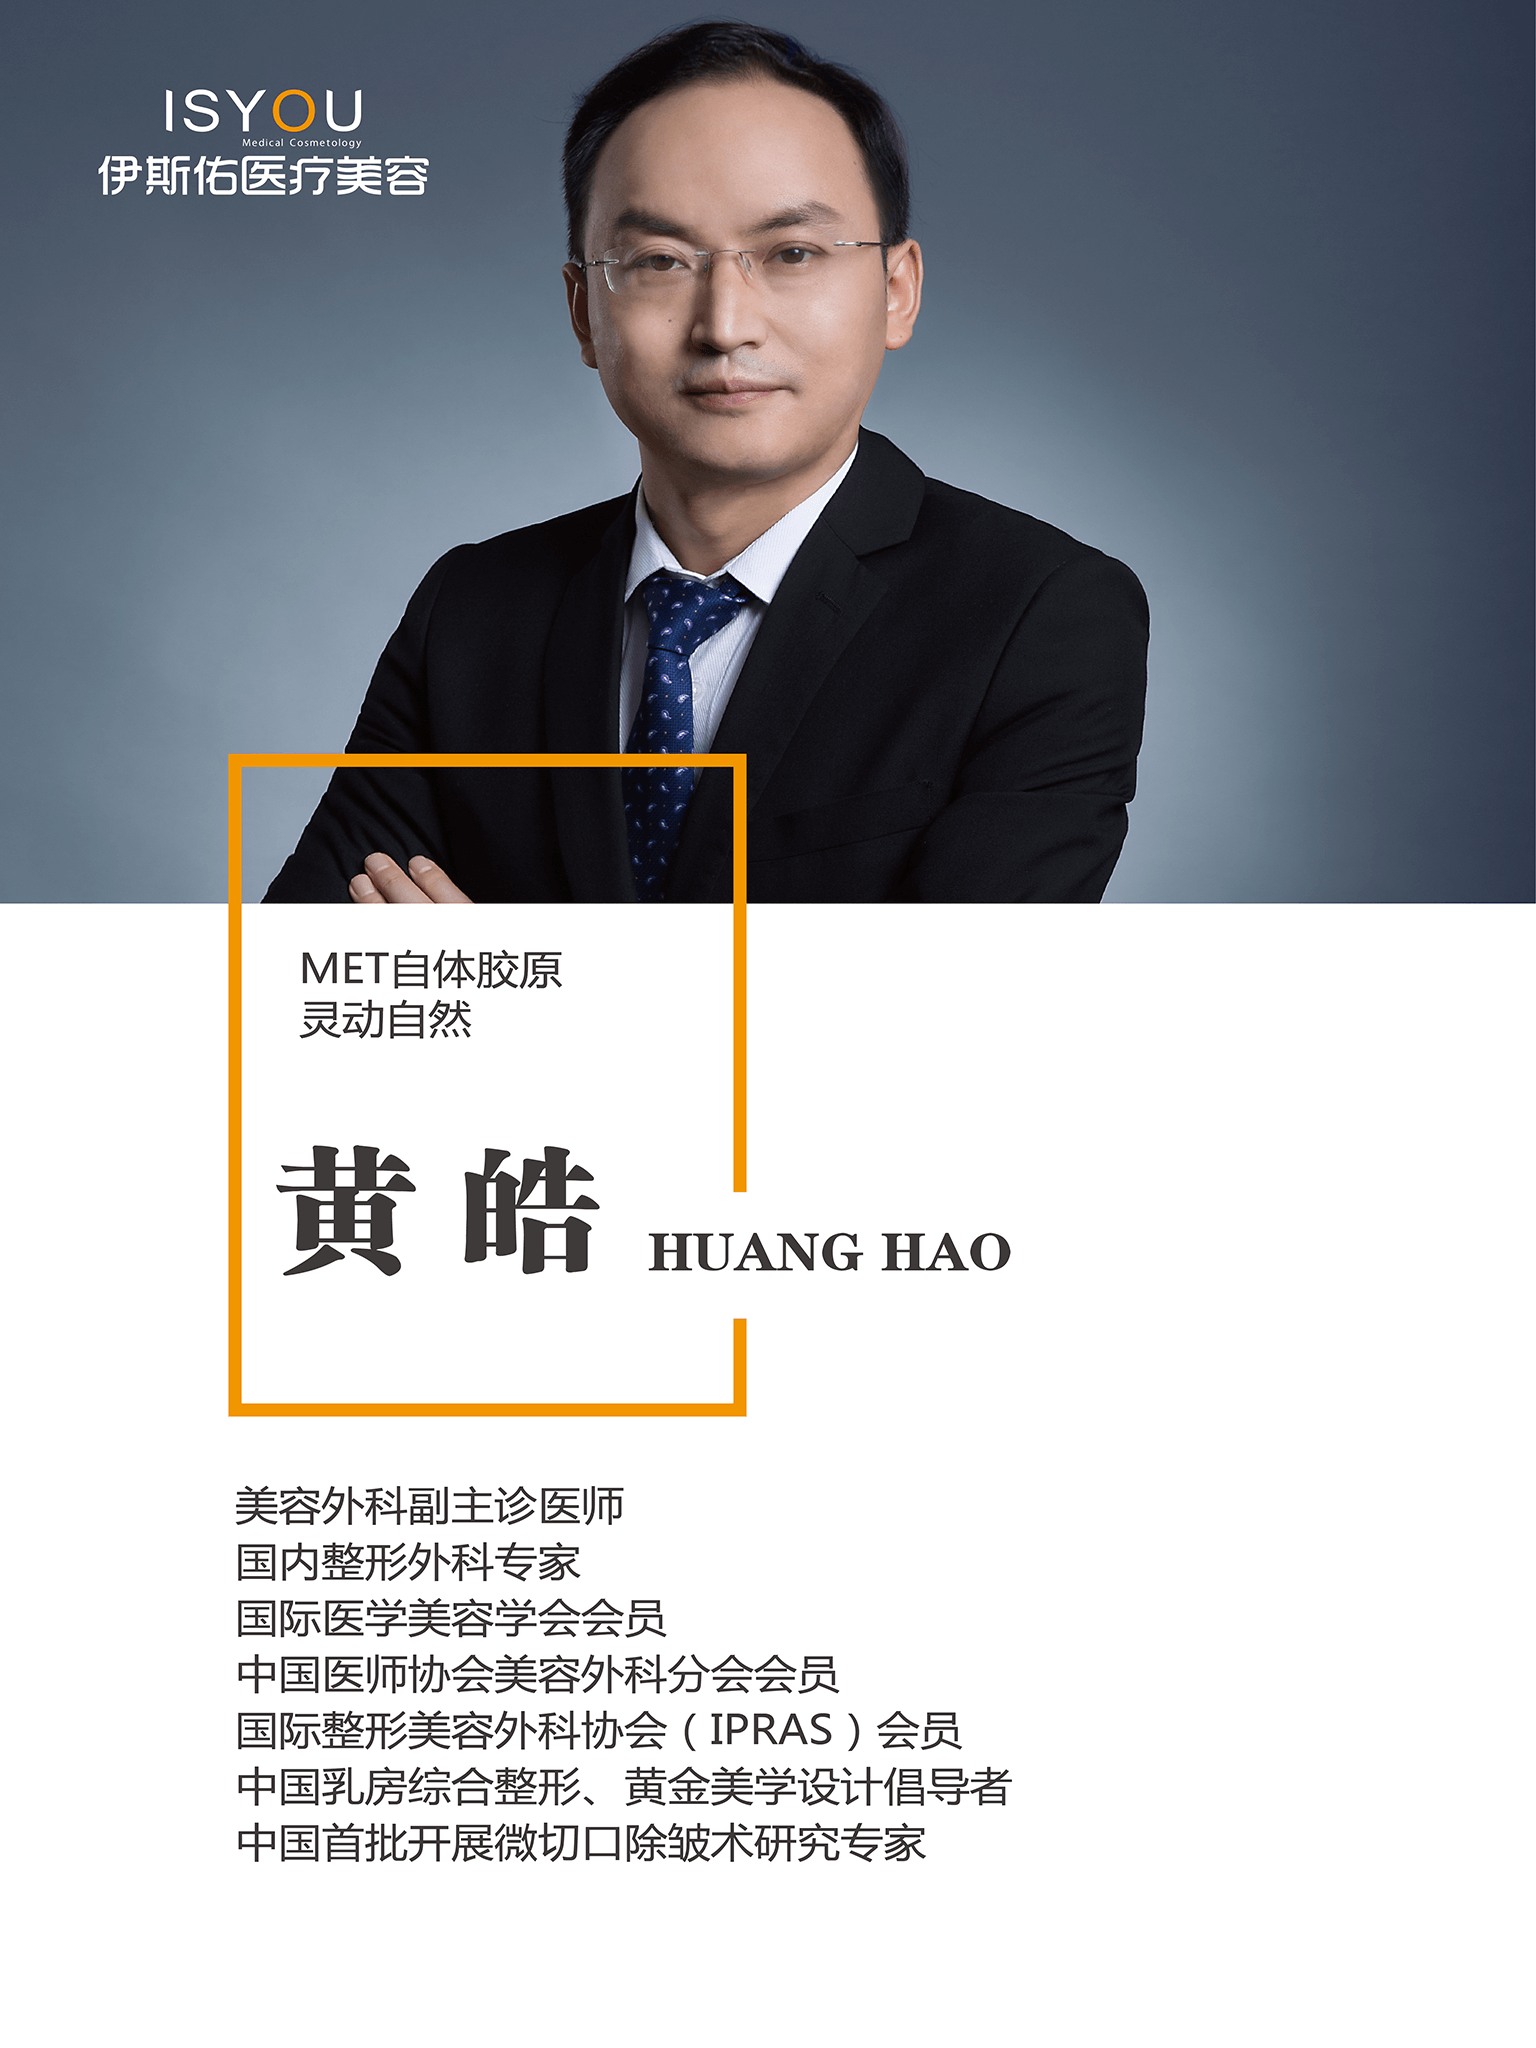 ISYOU
Medical Cosmetology
伊斯佑医疗美容
MET自体胶原
灵动自然
黄皓 HUANG HAO
美容外科副主诊医师
国内整形外科专家
国际医学美容学会会员
中国医师协会美容外科分会会员
国际整形美容外科协会（IPRAS）会员
中国乳房综合整形、黄金美学设计倡导者
中国首批开展微切口除皱术研究专家